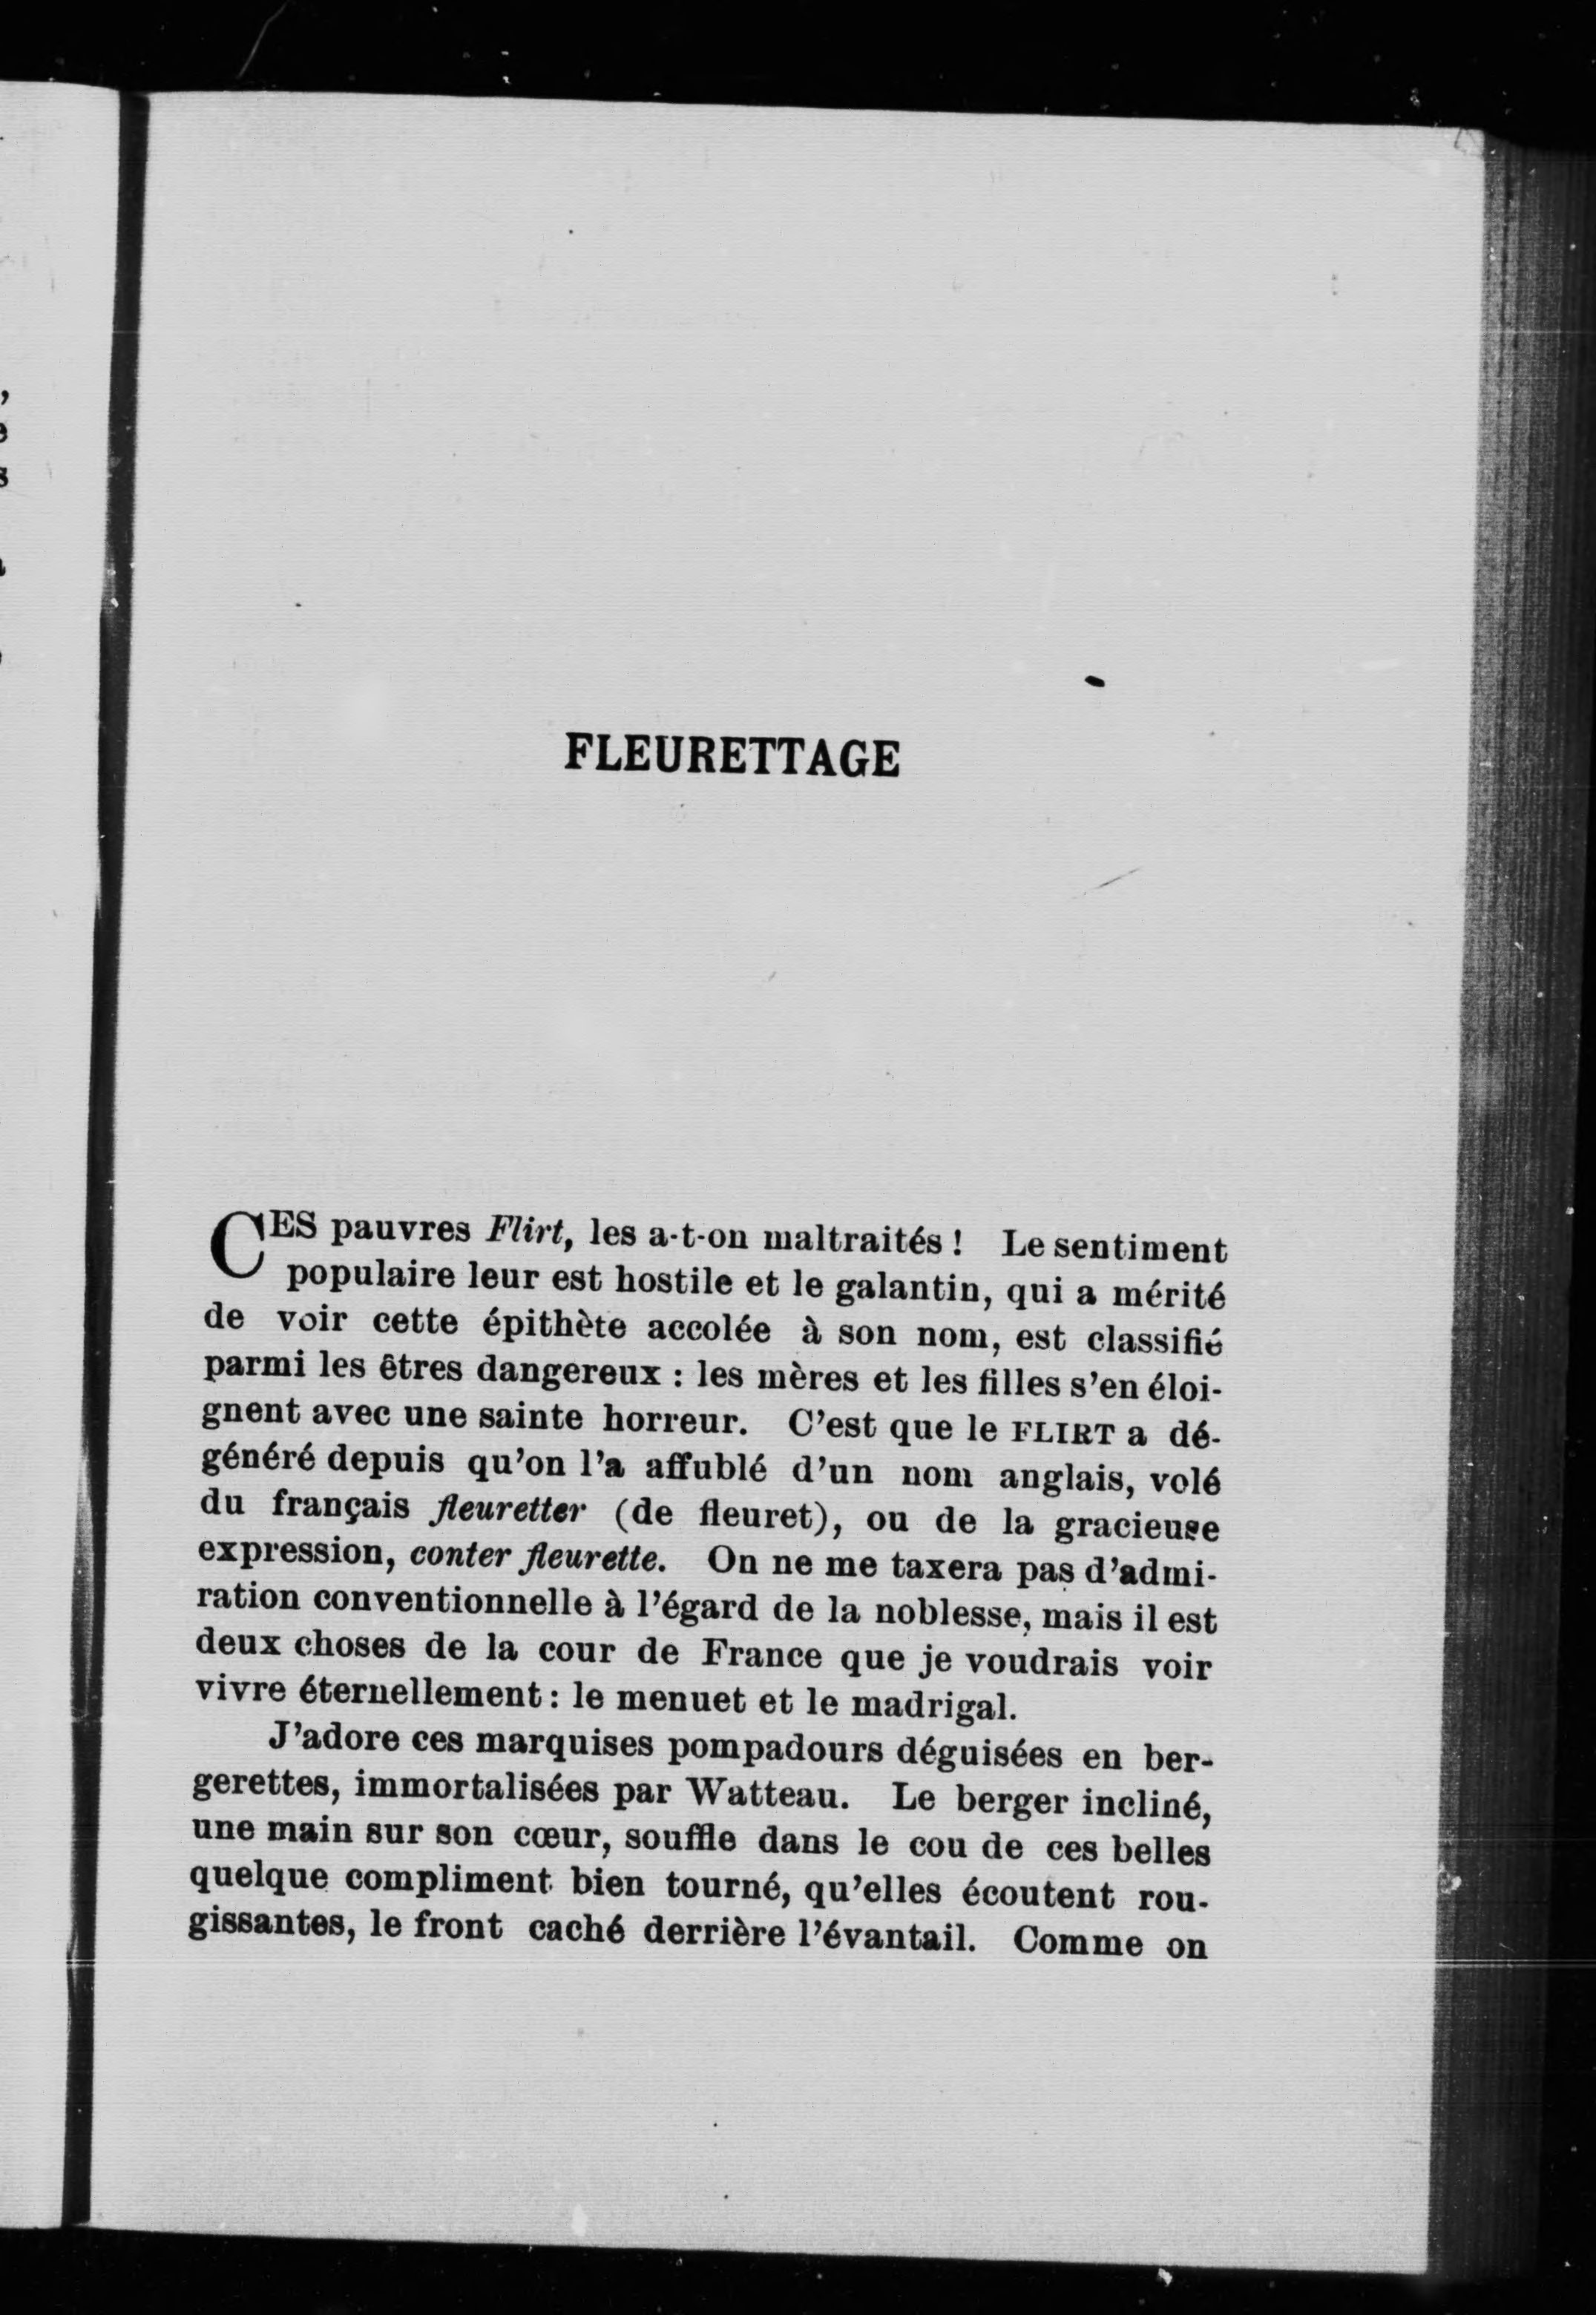 FLEURETTAGE
CES pauvres Flirt, les a-t-on maltraités ! Le sentiment
populaire leur est hostile et le galantin, qui a mérité
de voir cette épithète accolée à son nom, est classifié
parmi les êtres dangereux : les mères et les filles s'en éloi-
gnent avec une sainte horreur. C'est que le FLIRT a dé-
généré depuis qu'on l'a affublé d'un nom anglais, volé
du français fleuretter (de fleuret), ou de la gracieuse
expression, conter fleurette. On ne me taxera pas d'admi-
ration conventionnelle à l'égard de la noblesse, mais il est
deux choses de la cour de France que je voudrais voir
vivre éternellement : le menuet et le madrigal.
J'adore ces marquises pompadours déguisées en ber-
gerettes, immortalisées par Watteau. Le berger incliné,
une main sur son cœur, souffle dans le cou de ces belles
quelque compliment bien tourné, qu'elles écoutent rou-
gissantes, le front caché derrière l'évantail. Comme on